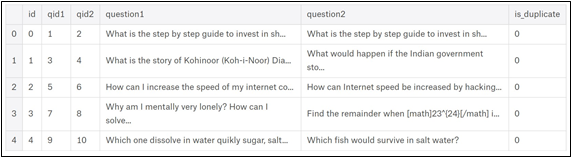 id qid1 qid2 question1 question2 is_duplicate
0 0 1 2 What is the step by step guide to invest in sh... What is the step by step guide to invest in sh... 0
1 1 3 4 What is the story of Kohinoor (Koh-i-Noor) Dia... What would happen if the Indian government
sto... 0
2 2 5 6 How can I increase the speed of my internet co... How can Internet speed be increased by hacking... 0
3 3 7 8 Why am I mentally very lonely? How can I
solve... Find the remainder when [math]23^{24}[/math] i... 0
4 4 9 10 Which one dissolve in water quikly sugar, salt... Which fish would survive in salt water? 0